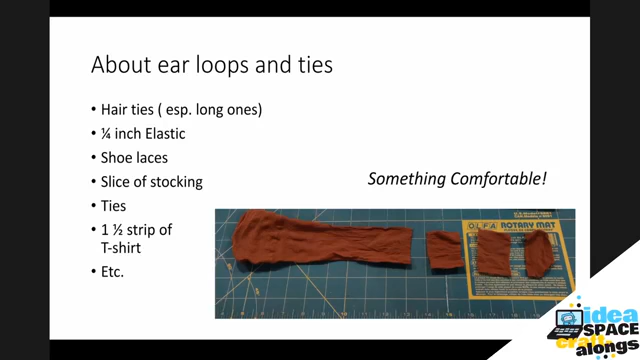 About ear loops and ties
• Hair ties ( esp. long ones)
• ¼ inch Elastic
• Shoe laces
• Slice of stocking
• Ties
• 1 ½ strip of
T-shirt
• Etc.
Something Comfortable!
OLFA ROTARY MAT
idea
SPACE
craft
alongs